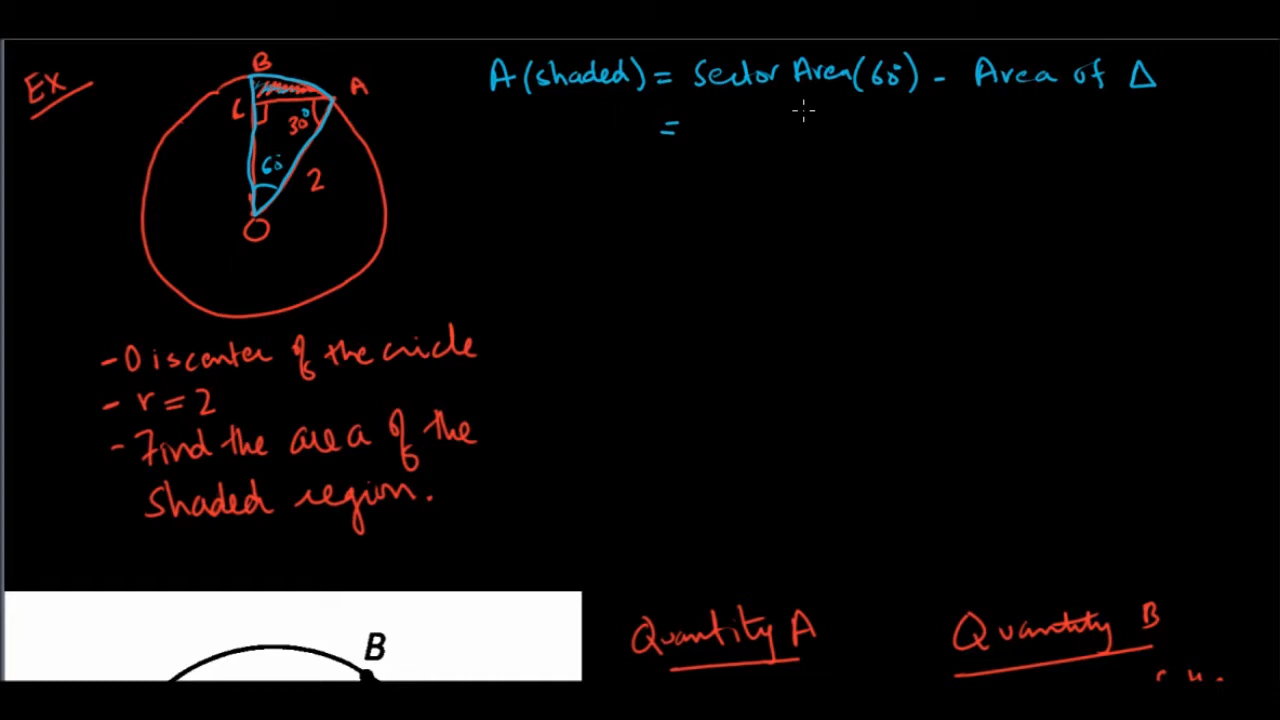 Ex
B
A
L
30°
60°
2
O
A (shaded) = Sector Area (60°) - Area of Δ
=
- O is center of the circle
- r = 2
- Find the area of the
shaded region.
B
Quantity A
Quantity B